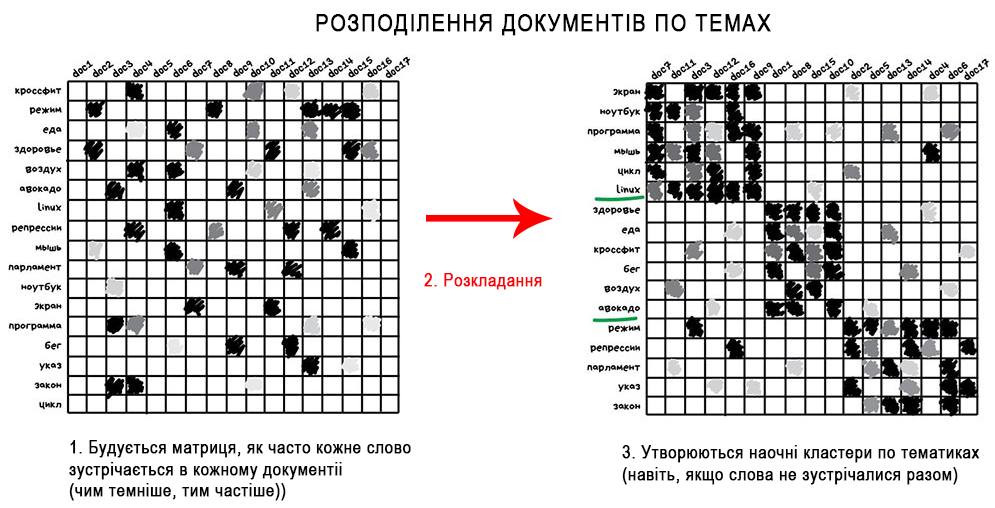 РОЗПОДІЛЕННЯ ДОКУМЕНТІВ ПО ТЕМАХ
doc1 doc2 doc3 doc4 doc5 doc6 doc7 doc8 doc9 doc10 doc11 doc12 doc13 doc14 doc15 doc16 doc17
кроссфит
режим
еда
здоровье
воздух
авокадо
linux
репрессии
мышь
парламент
ноутбук
экран
программа
бег
указ
закон
цикл
1. Будується матриця, як часто кожне слово
зустрічається в кожному документіі
(чим темніше, тим частіше))
2. Розкладання
doc7 doc11 doc3 doc12 doc16 doc9 doc1 doc8 doc15 doc10 doc2 doc5 doc13 doc14 doc4 doc6 doc17
экран
ноутбук
программа
мышь
цикл
linux
здоровье
еда
кроссфит
бег
воздух
авокадо
режим
репрессии
парламент
указ
закон
3. Утворюються наочні кластери по тематиках
(навіть, якщо слова не зустрічалися разом)